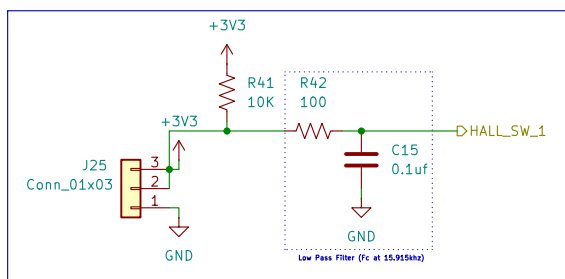 +3V3
R41
10K
R42
100
+3V3
HALL_SW_1
J25
Conn_01x03
3
2
1
C15
0.1uf
GND
GND
Low Pass Filter (Fc at 15.915khz)